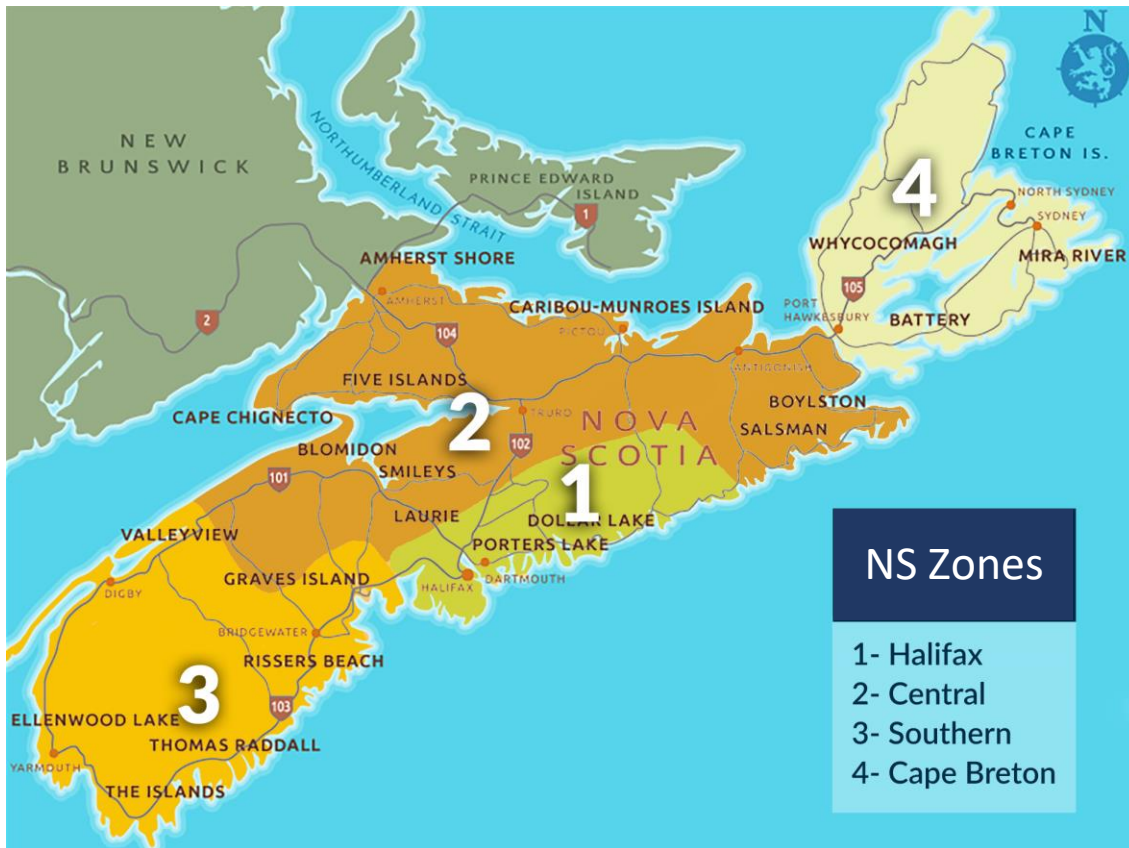 N
NEW
BRUNSWICK
NORTHUMBERLAND STRAIT
PRINCE EDWARD
ISLAND
1
CAPE
BRETON IS.
4
NORTH SYDNEY
SYDNEY
WHYCOCOMAGH
MIRA RIVER
105
PORT
HAWKESBURY
BATTERY
AMHERST SHORE
AMHERST
CARIBOU-MUNROES ISLAND
PICTOU
2
104
ANTIGONISH
FIVE ISLANDS
CAPE CHIGNECTO
2
TRURO
NOVA
SCOTIA
BOYLSTON
SALSMAN
BLOMIDON
102
SMILEYS
101
1
LAURIE
DOLLAR LAKE
VALLEYVIEW
PORTERS LAKE
GRAVES ISLAND
HALIFAX
DARTMOUTH
DIGBY
BRIDGEWATER
RISSERS BEACH
3
103
ELLENWOOD LAKE
THOMAS RADDALL
YARMOUTH
THE ISLANDS
NS Zones
1- Halifax
2- Central
3- Southern
4- Cape Breton